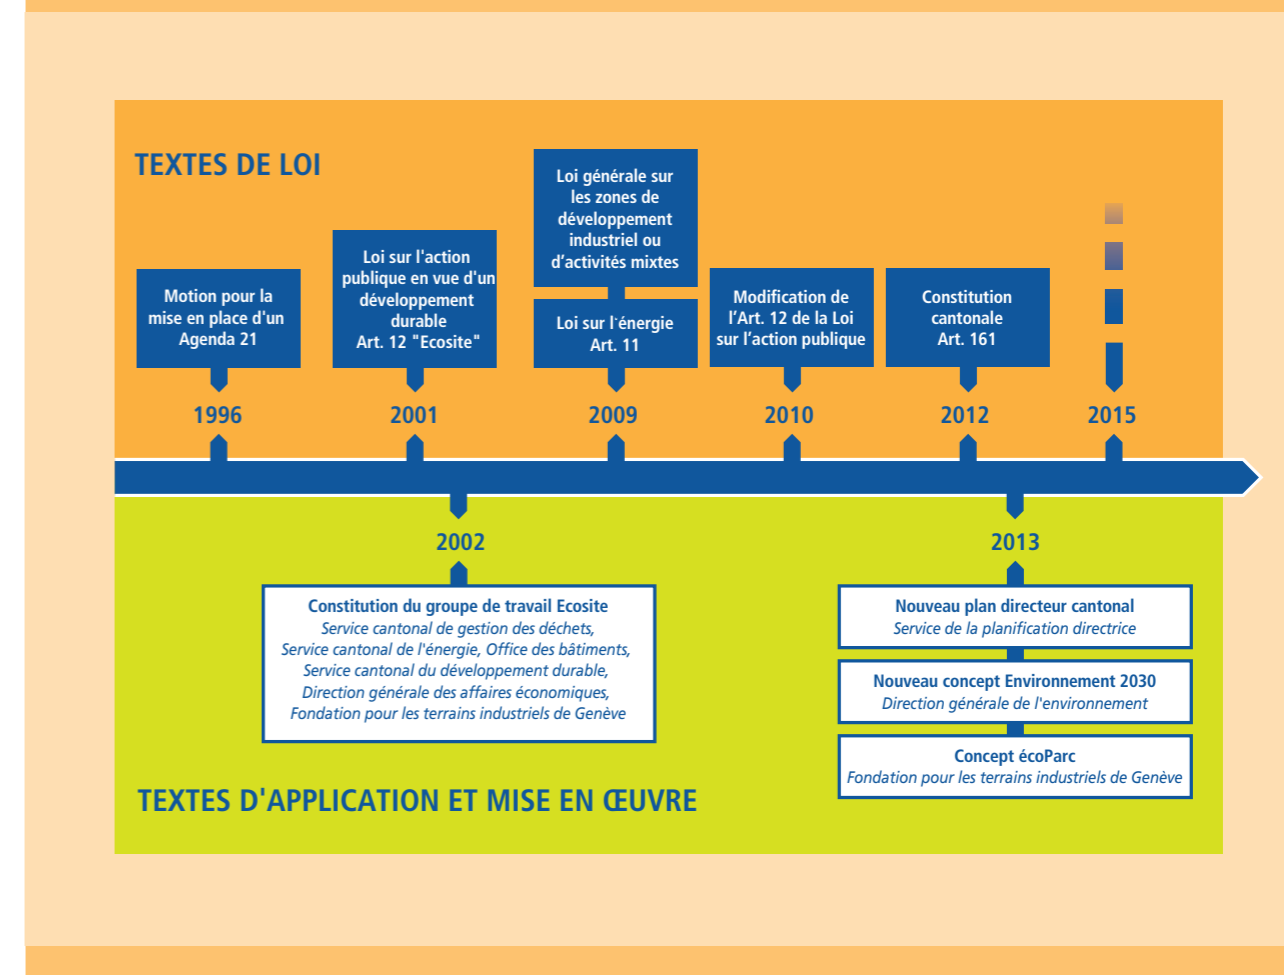 TEXTES DE LOI
Motion pour la
mise en place d'un
Agenda 21
1996
Loi sur l'action
publique en vue d'un
développement
durable
Art. 12 "Ecosite"
2001
Loi générale sur
les zones de
développement
industriel ou
d’activités mixtes
Loi sur l'énergie
Art. 11
2009
Modification de
l’Art. 12 de la Loi
sur l’action publique
2010
Constitution
cantonale
Art. 161
2012
2015
2002
Constitution du groupe de travail Ecosite
Service cantonal de gestion des déchets,
Service cantonal de l'énergie, Office des bâtiments,
Service cantonal du développement durable,
Direction générale des affaires économiques,
Fondation pour les terrains industriels de Genève
2013
Nouveau plan directeur cantonal
Service de la planification directrice
Nouveau concept Environnement 2030
Direction générale de l'environnement
Concept écoParc
Fondation pour les terrains industriels de Genève
TEXTES D'APPLICATION ET MISE EN ŒUVRE